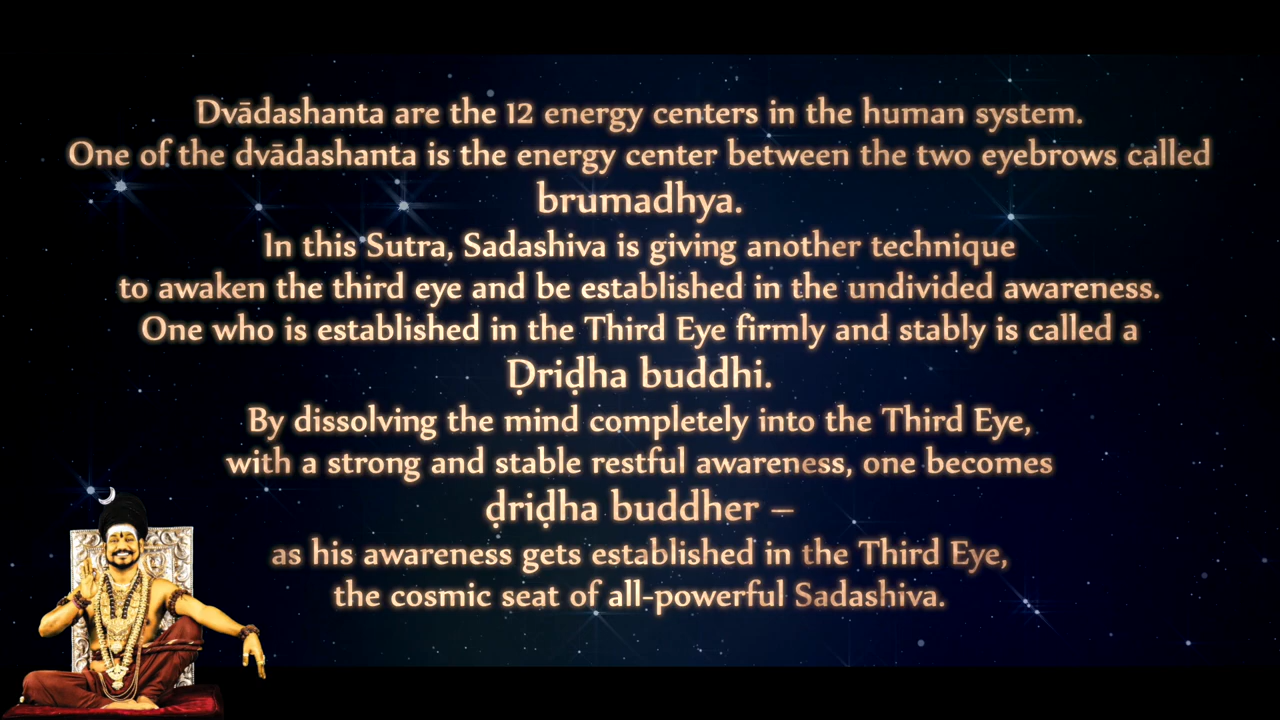 Dvādashanta are the 12 energy centers in the human system.
One of the dvādashanta is the energy center between the two eyebrows called
brumadhya.
In this Sutra, Sadashiva is giving another technique
to awaken the third eye and be established in the undivided awareness.
One who is established in the Third Eye firmly and stably is called a
Ḍriḍha buddhi.
By dissolving the mind completely into the Third Eye,
with a strong and stable restful awareness, one becomes
ḍriḍha buddher –
as his awareness gets established in the Third Eye,
the cosmic seat of all-powerful Sadashiva.